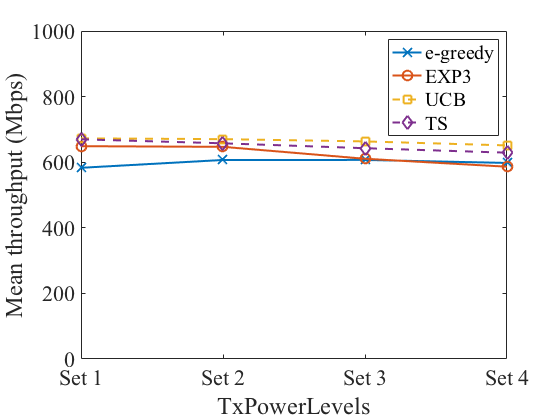 1000
800
600
400
200
0
Mean throughput (Mbps)
e-greedy
EXP3
UCB
TS
Set 1
Set 2
Set 3
Set 4
TxPowerLevels